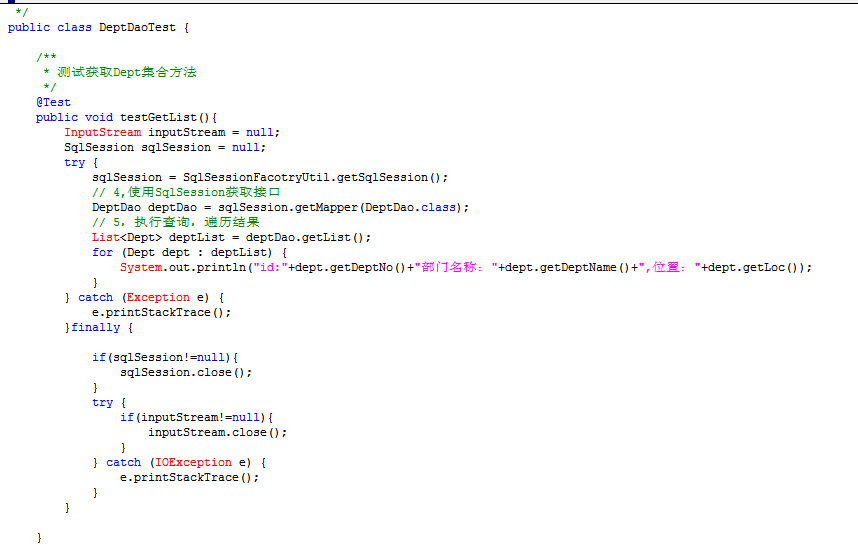 */
public class DeptDaoTest {
/**
* 测试获取Dept集合方法
*/
@Test
public void testGetList(){
InputStream inputStream = null;
SqlSession sqlSession = null;
try {
sqlSession = SqlSessionFacotryUtil.getSqlSession();
// 4,使用SqlSession获取接口
DeptDao deptDao = sqlSession.getMapper(DeptDao.class);
// 5, 执行查询，遍历结果
List<Dept> deptList = deptDao.getList();
for (Dept dept : deptList) {
System.out.println("id:"+dept.getDeptNo()+"部门名称："+dept.getDeptName()+",位置："+dept.getLoc());
}
} catch (Exception e) {
e.printStackTrace();
}finally {
if(sqlSession!=null){
sqlSession.close();
}
try {
if(inputStream!=null){
inputStream.close();
}
} catch (IOException e) {
e.printStackTrace();
}
}
}